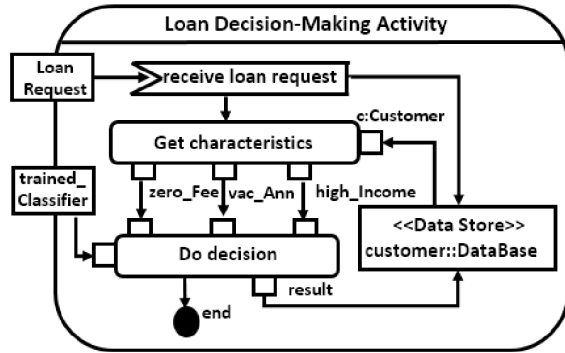 Loan Decision-Making Activity
Loan
Request
receive loan request
c:Customer
Get characteristics
trained_
Classifier
zero_Fee
vac_Ann
high_Income
<<Data Store>>
customer::DataBase
Do decision
result
end